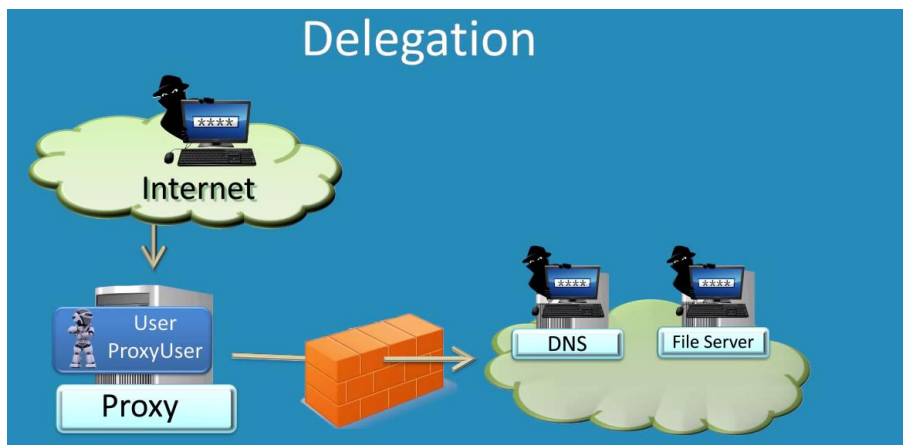 Delegation
****
Internet
User
ProxyUser
Proxy
****
DNS
****
File Server